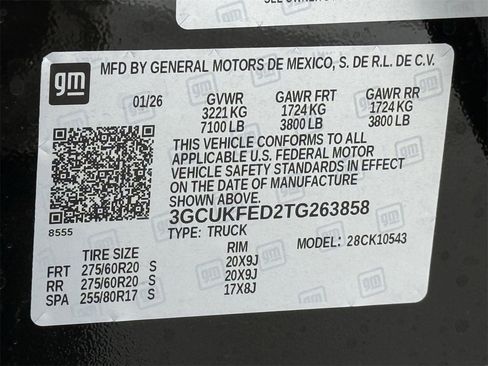 SEE OWNER'S
gm
MFD BY GENERAL MOTORS DE MEXICO, S. DE R.L. DE C.V.
01/26 GVWR GAWR FRT GAWR RR
3221 KG 1724 KG 1724 KG
7100 LB 3800 LB 3800 LB
THIS VEHICLE CONFORMS TO ALL
APPLICABLE U.S. FEDERAL MOTOR
VEHICLE SAFETY STANDARDS IN EFFECT
ON THE DATE OF MANUFACTURE
SHOWN ABOVE.
3GCUKFED2TG263858
8555 TYPE: TRUCK MODEL: 28CK10543
TIRE SIZE RIM
FRT 275/60R20 S 20X9J
RR 275/60R20 S 20X9J
SPA 255/80R17 S 17X8J